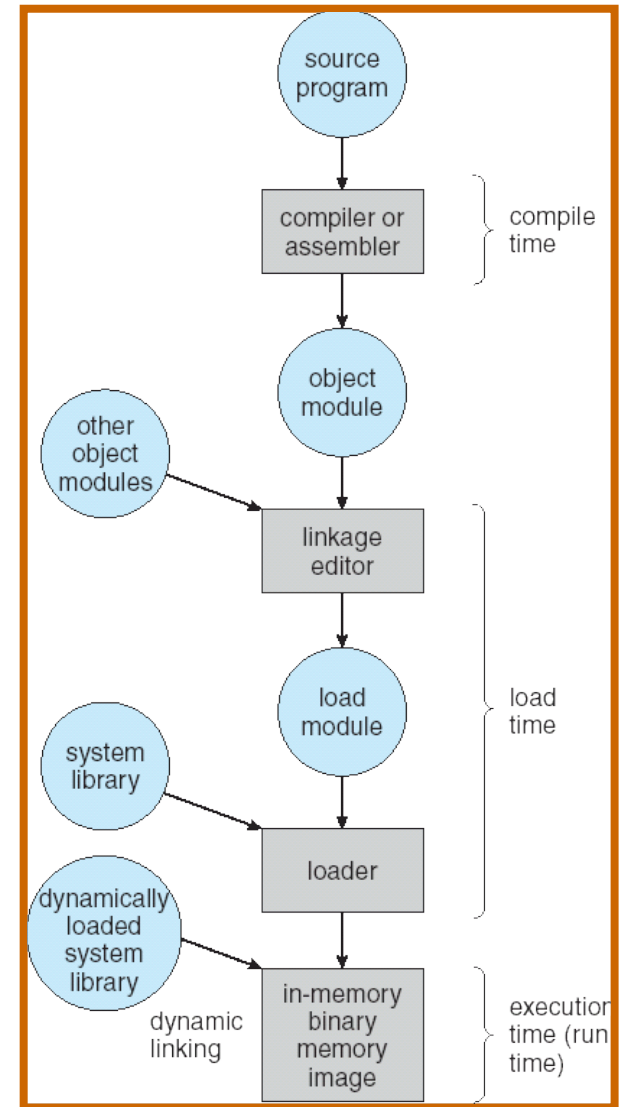 source
program
compiler or
assembler
compile
time
object
module
other
object
modules
linkage
editor
load
module
load
time
system
library
loader
dynamically
loaded
system
library
dynamic
linking
in-memory
binary
memory
image
execution
time (run
time)